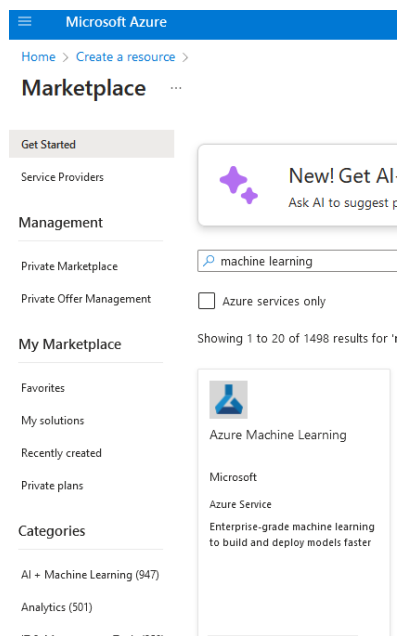 Microsoft Azure
Home > Create a resource >
Marketplace ...
Get Started
Service Providers
Management
Private Marketplace
Private Offer Management
My Marketplace
Favorites
My solutions
Recently created
Private plans
Categories
AI + Machine Learning (947)
Analytics (501)
New! Get AI-
Ask AI to suggest p
machine learning
Azure services only
Showing 1 to 20 of 1498 results for '
Azure Machine Learning
Microsoft
Azure Service
Enterprise-grade machine learning
to build and deploy models faster